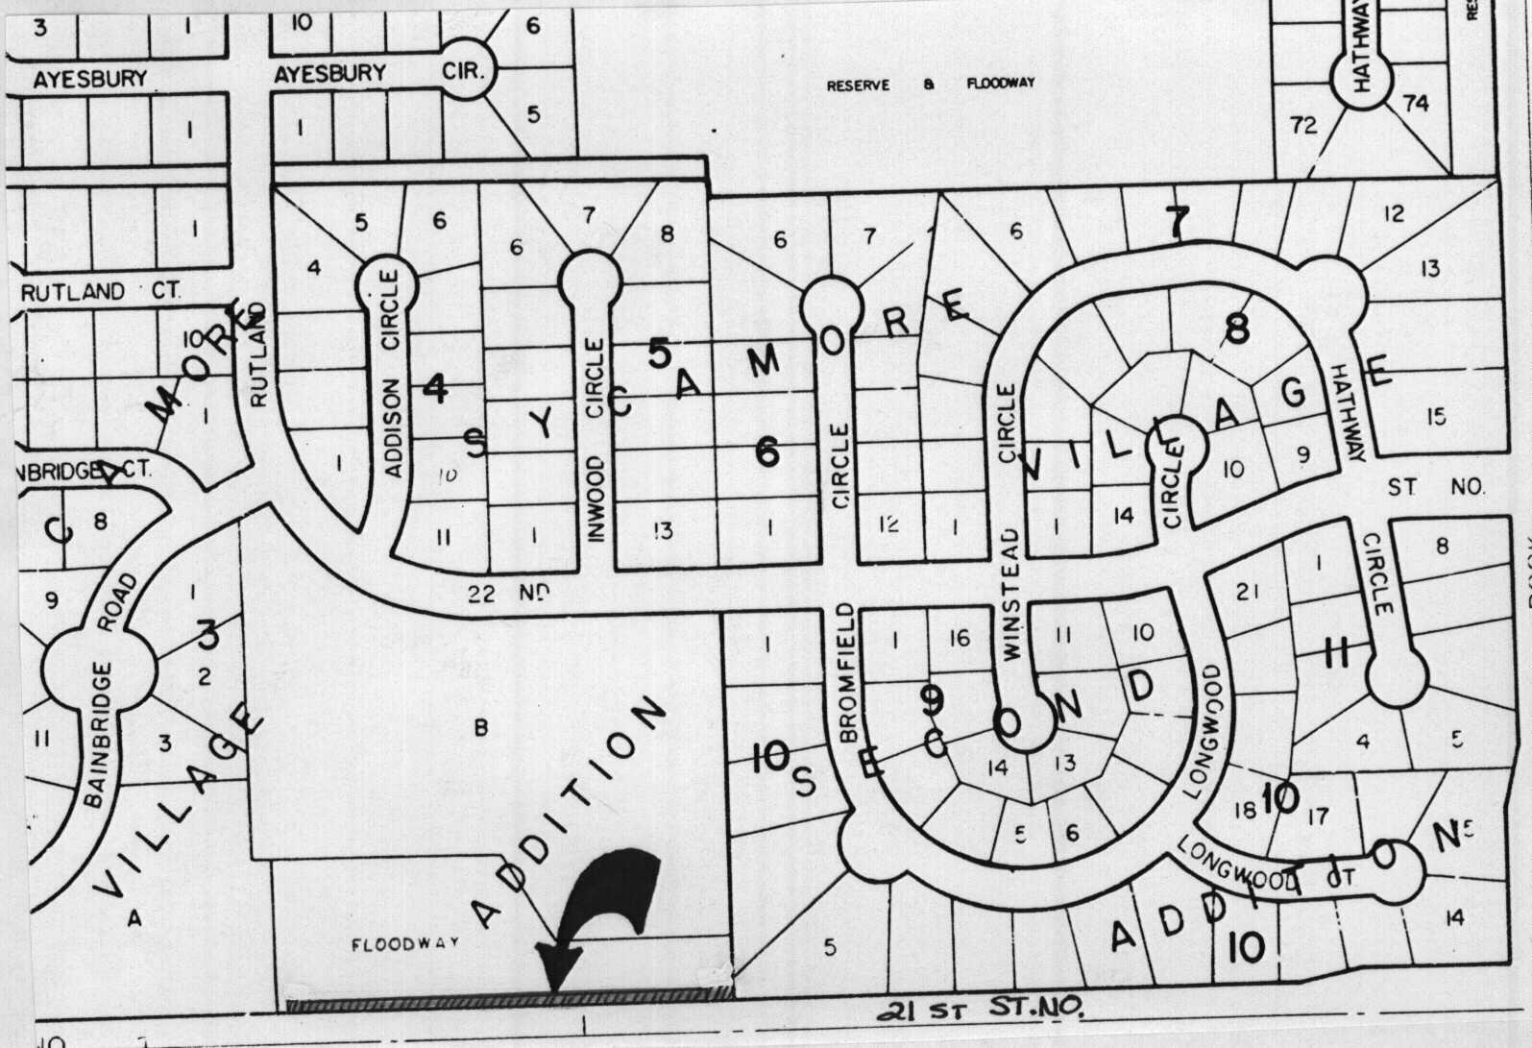 3 1 10 6
AYESBURY AYESBURY CIR.
HATHWAY
RESERVE & FLOODWAY
1 1 5 72 74
1 5 6 7 8 6 7 6 7 12
6
4 13
RUTLAND CT.
RUTLAND
10
1
SYCAMORE VILLAGE
ADDISON CIRCLE
INWOOD CIRCLE
CIRCLE
WINSTEAD CIRCLE
CIRCLE
HATHWAY
4 5 6 8
15
1 10 9 10
NBRIDGE CT.
ST. NO.
8 11 1 13 1 12 1 1 14 1 8
22 ND
CIRCLE
9 1 21
BAINBRIDGE ROAD
3
2
11 3
1 1 16 11 10 11
BROMFIELD
LONGWOOD
B
10 9 14 13 4 5
5 6 18 10 17 5
LONGWOOD CT
SYCAMORE VILLAGE ADDITION
SECOND ADDITION
A
FLOODWAY
5 10 14
21 ST ST. NO.